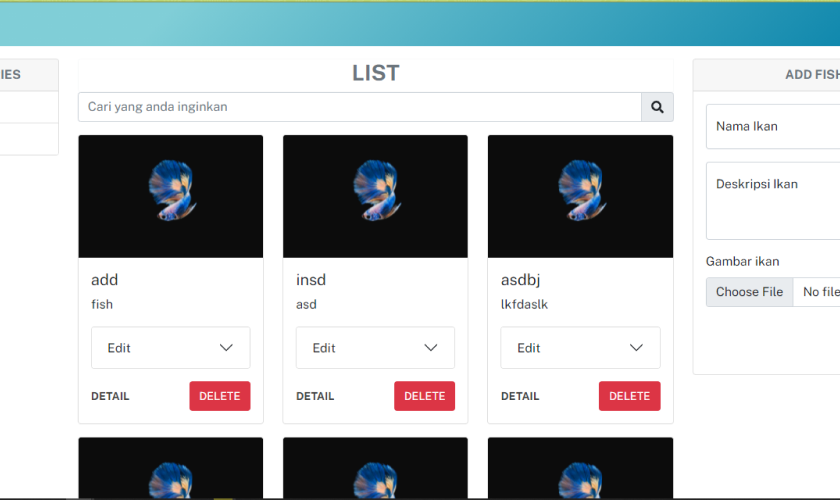 IES
LIST
ADD FISH
Cari yang anda inginkan
Nama Ikan
Deskripsi Ikan
Gambar ikan
Choose File No file
add
fish
Edit
DETAIL DELETE
insd
asd
Edit
DETAIL DELETE
asdbj
lkfdaslk
Edit
DETAIL DELETE